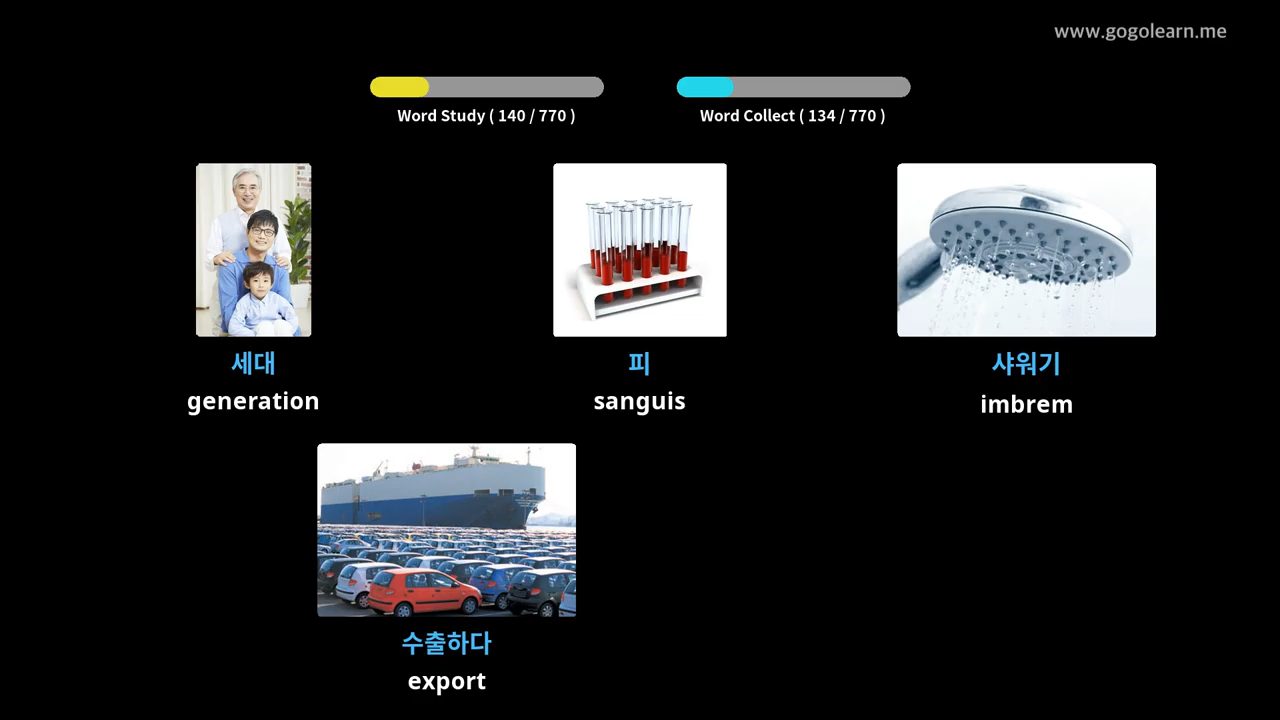 www.gogolearn.me
Word Study ( 140 / 770 )
Word Collect ( 134 / 770 )
세대
generation
피
sanguis
샤워기
imbrem
수출하다
export